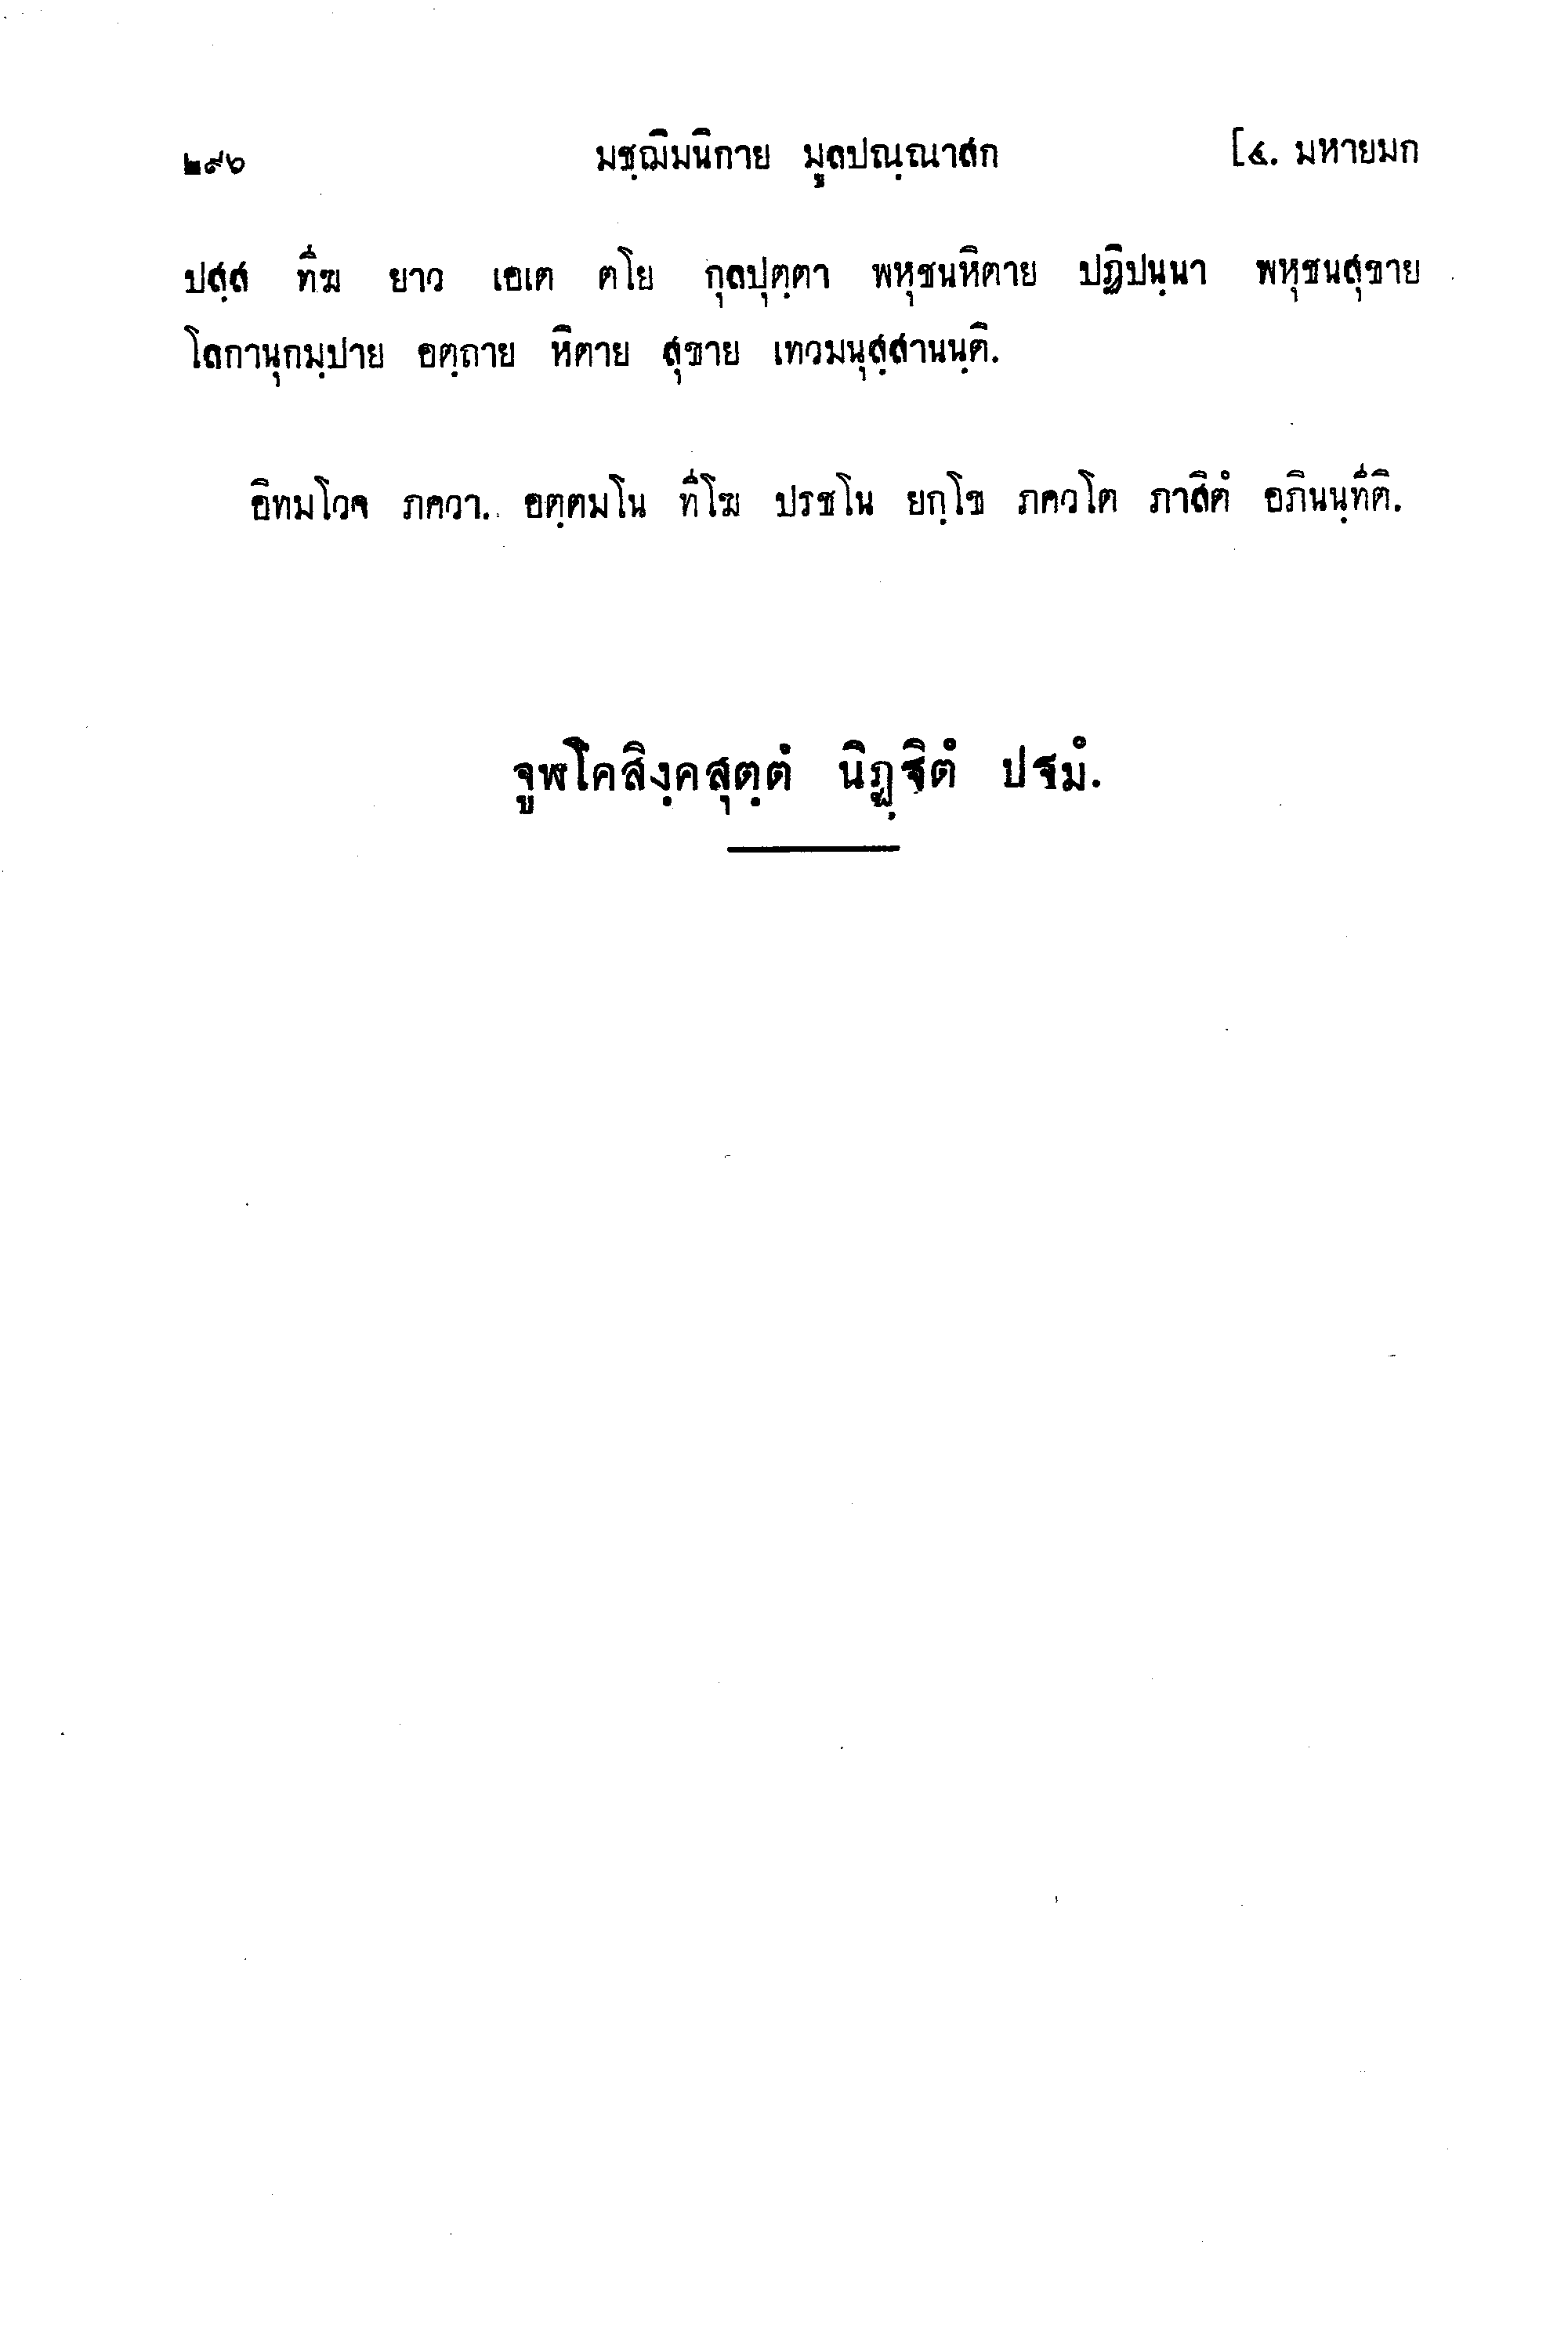 ๒๙๖ มชฺฌิมนิกาย มูลปณฺณาสก [๔. มหายมก
ปสฺส ทีฆ ยาว เอเต ตโย กุลปุตฺตา พหุชนหิตาย ปฏิปนฺนา พหุชนสุขาย
โลกานุกมฺปาย อตฺถาย หิตาย สุขาย เทวมนุสฺสานนฺติ.
อิทมโวจ ภควา. อตฺตมโน ทีโฆ ปรชโน ยกฺโข ภควโต ภาสิตํ อภินนฺทีติ.
จูฬโคสิงฺคสุตฺตํ นิฏฺฐิตํ ปฐมํ.